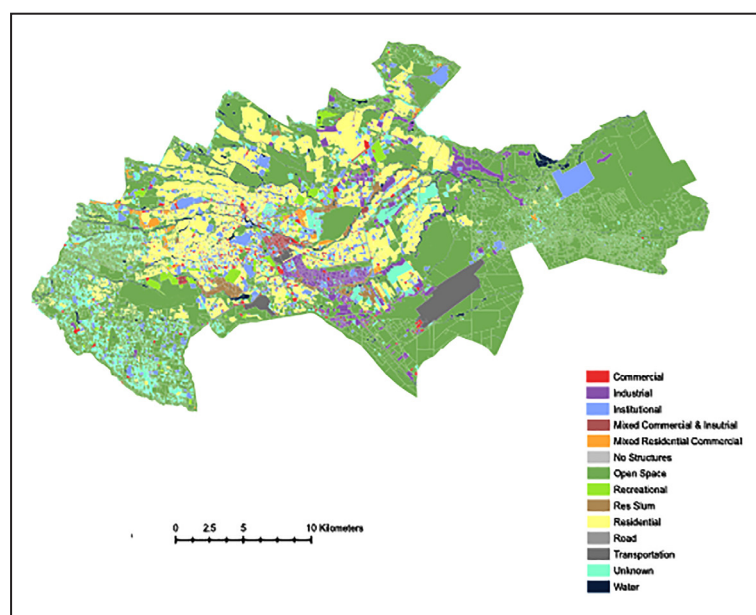 Commercial
Industrial
Institutional
Mixed Commercial & Insutrial
Mixed Residential Commercial
No Structures
Open Space
Recreational
Res Slum
Residential
Road
Transportation
Unknown
Water
0 2.5 5 10 Kilometers